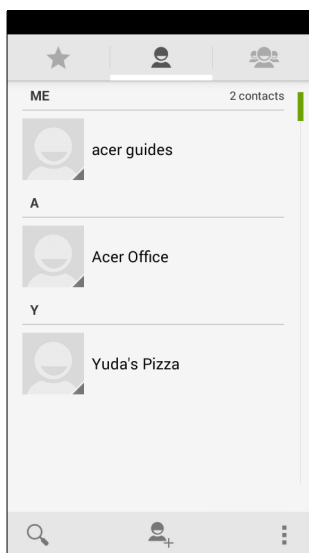 ME 2 contacts
acer guides
A
Acer Office
Y
Yuda's Pizza